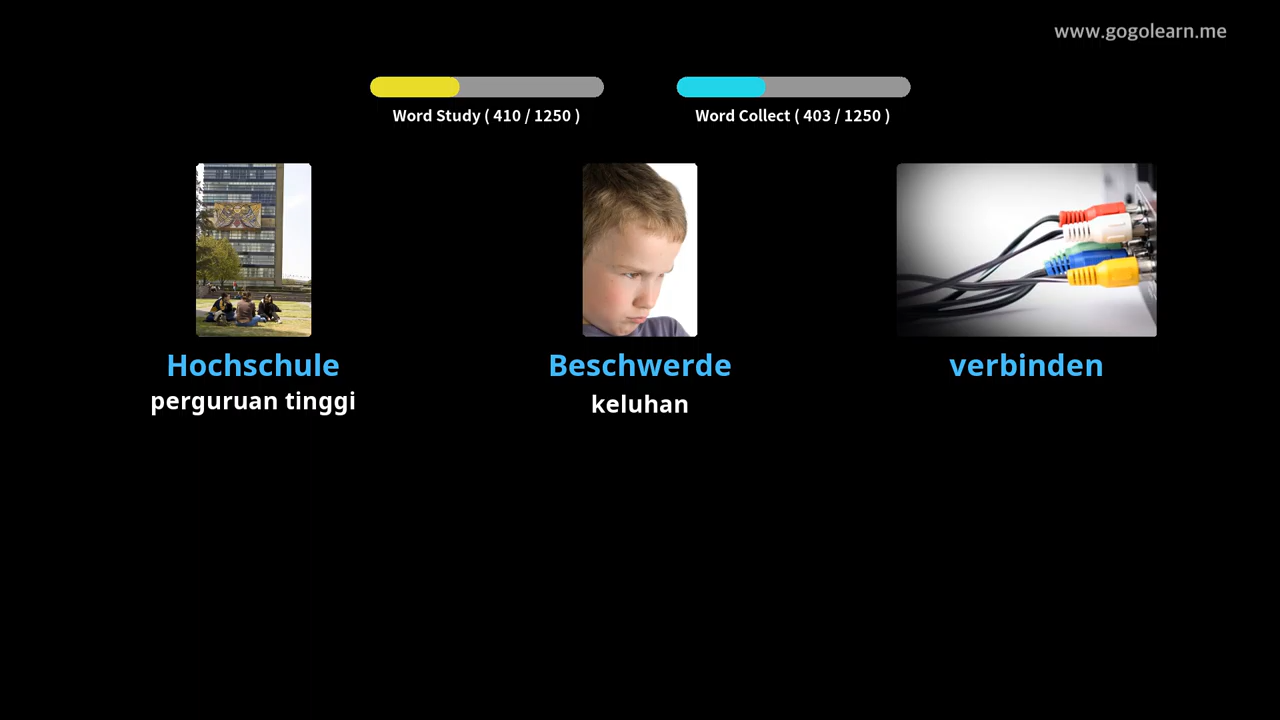 www.gogolearn.me
Word Study ( 410 / 1250 )
Word Collect ( 403 / 1250 )
Hochschule
perguruan tinggi
Beschwerde
keluhan
verbinden